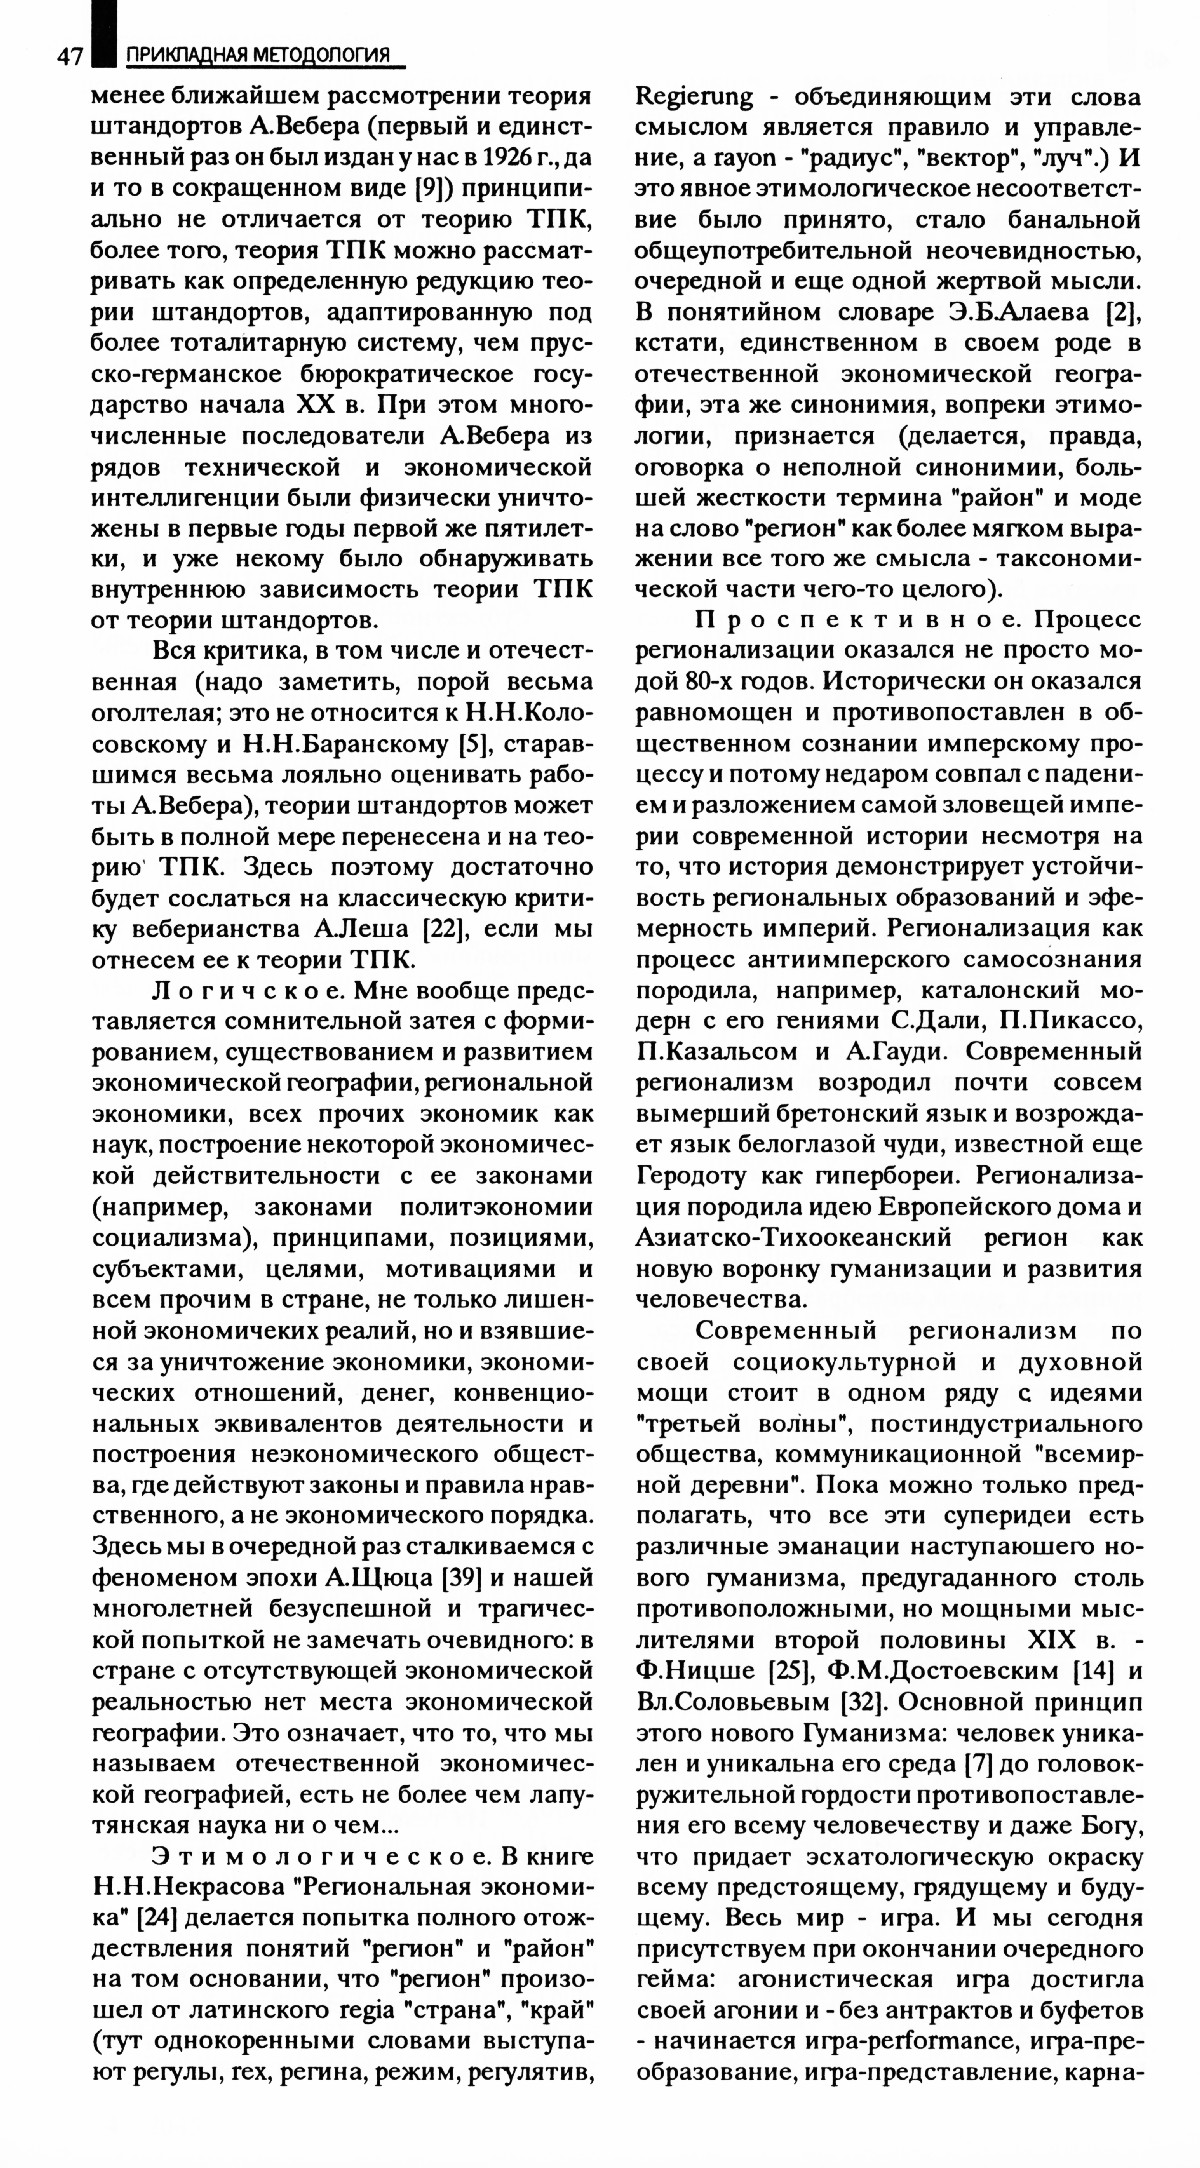 47 ПРИКЛАДНАЯ МЕТОДОЛОГИЯ
менее ближайшем рассмотрении теория
штандортов А.Вебера (первый и единст-
венный раз он был издан у нас в 1926 г., да
и то в сокращенном виде [9]) принципи-
ально не отличается от теорию ТПК,
более того, теория ТПК можно рассмат-
ривать как определенную редукцию тео-
рии штандортов, адаптированную под
более тоталитарную систему, чем прус-
ско-германское бюрократическое госу-
дарство начала XX в. При этом много-
численные последователи А.Вебера из
рядов технической и экономической
интеллигенции были физически уничто-
жены в первые годы первой же пятилет-
ки, и уже некому было обнаруживать
внутреннюю зависимость теории ТПК
от теории штандортов.
Вся критика, в том числе и отечест-
венная (надо заметить, порой весьма
оголтелая; это не относится к Н.Н.Коло-
совскому и Н.Н.Баранскому [5], старав-
шимся весьма лояльно оценивать рабо-
ты А.Вебера), теории штандортов может
быть в полной мере перенесена и на тео-
рию ТПК. Здесь поэтому достаточно
будет сослаться на классическую крити-
ку веберианства А.Леша [22], если мы
отнесем ее к теории ТПК.
Л о г и ч с к о е. Мне вообще предс-
тавляется сомнительной затея с форми-
рованием, существованием и развитием
экономической географии, региональной
экономики, всех прочих экономик как
наук, построение некоторой экономичес-
кой действительности с ее законами
(например, законами политэкономии
социализма), принципами, позициями,
субъектами, целями, мотивациями и
всем прочим в стране, не только лишен-
ной экономичеких реалий, но и взявшие-
ся за уничтожение экономики, экономи-
ческих отношений, денег, конвенцио-
нальных эквивалентов деятельности и
построения неэкономического общест-
ва, где действуют законы и правила нрав-
ственного, а не экономического порядка.
Здесь мы в очередной раз сталкиваемся с
феноменом эпохи А.Щюца [39] и нашей
многолетней безуспешной и трагичес-
кой попыткой не замечать очевидного: в
стране с отсутствующей экономической
реальностью нет места экономической
географии. Это означает, что то, что мы
называем отечественной экономичес-
кой географией, есть не более чем лапу-
тянская наука ни о чем...
Э т и м о л о г и ч е с к о е. В книге
Н.Н.Некрасова "Региональная экономи-
ка" [24] делается попытка полного отож-
дествления понятий "регион" и "район"
на том основании, что "регион" произо-
шел от латинского regia "страна", "край"
(тут однокоренными словами выступа-
ют регулы, rex, регина, режим, регулятив,
Regierung - объединяющим эти слова
смыслом является правило и управле-
ние, а rayon - "радиус", "вектор", "луч".) И
это явное этимологическое несоответст-
вие было принято, стало банальной
общеупотребительной неочевидностью,
очередной и еще одной жертвой мысли.
В понятийном словаре Э.Б.Алаева [2],
кстати, единственном в своем роде в
отечественной экономической геогра-
фии, эта же синонимия, вопреки этимо-
логии, признается (делается, правда,
оговорка о неполной синонимии, боль-
шей жесткости термина "район" и моде
на слово "регион" как более мягком выра-
жении все того же смысла - таксономи-
ческой части чего-то целого).
П р о с п е к т и в н о е. Процесс
регионализации оказался не просто мо-
дой 80-х годов. Исторически он оказался
равномощен и противопоставлен в об-
щественном сознании имперскому про-
цессу и потому недаром совпал с падени-
ем и разложением самой зловещей импе-
рии современной истории несмотря на
то, что история демонстрирует устойчи-
вость региональных образований и эфе-
мерность империй. Регионализация как
процесс антиимперского самосознания
породила, например, каталонский мо-
дерн с его гениями С.Дали, П.Пикассо,
П.Казальсом и А.Гауди. Современный
регионализм возродил почти совсем
вымерший бретонский язык и возрожда-
ет язык белоглазой чуди, известной еще
Геродоту как гипербореи. Регионализа-
ция породила идею Европейского дома и
Азиатско-Тихоокеанский регион как
новую воронку гуманизации и развития
человечества.
Современный регионализм по
своей социокультурной и духовной
мощи стоит в одном ряду с идеями
"третьей волны", постиндустриального
общества, коммуникационной "всемир-
ной деревни". Пока можно только пред-
полагать, что все эти суперидеи есть
различные эманации наступаюшего но-
вого гуманизма, предугаданного столь
противоположными, но мощными мыс-
лителями второй половины XIX в. -
Ф.Ницше [25], Ф.М.Достоевским [14] и
Вл.Соловьевым [32]. Основной принцип
этого нового Гуманизма: человек уника-
лен и уникальна его среда [7] до головок-
ружительной гордости противопоставле-
ния его всему человечеству и даже Богу,
что придает эсхатологическую окраску
всему предстоящему, грядущему и буду-
щему. Весь мир - игра. И мы сегодня
присутствуем при окончании очередного
гейма: агонистическая игра достигла
своей агонии и - без антрактов и буфетов
- начинается игра-performance, игра-пре-
образование, игра-представление, карна-